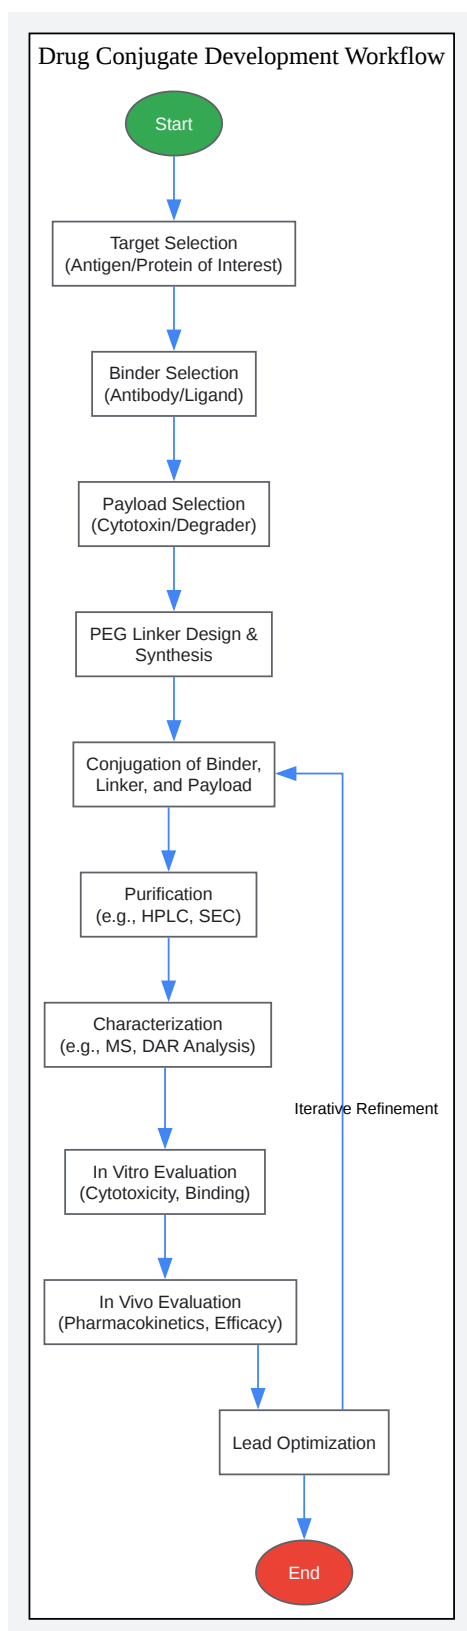 Drug Conjugate Development Workflow
Start
Target Selection
(Antigen/Protein of Interest)
Binder Selection
(Antibody/Ligand)
Payload Selection
(Cytotoxin/Degrader)
PEG Linker Design &
Synthesis
Conjugation of Binder,
Linker, and Payload
Purification
(e.g., HPLC, SEC)
Characterization
(e.g., MS, DAR Analysis)
Iterative Refinement
In Vitro Evaluation
(Cytotoxicity, Binding)
In Vivo Evaluation
(Pharmacokinetics, Efficacy)
Lead Optimization
End